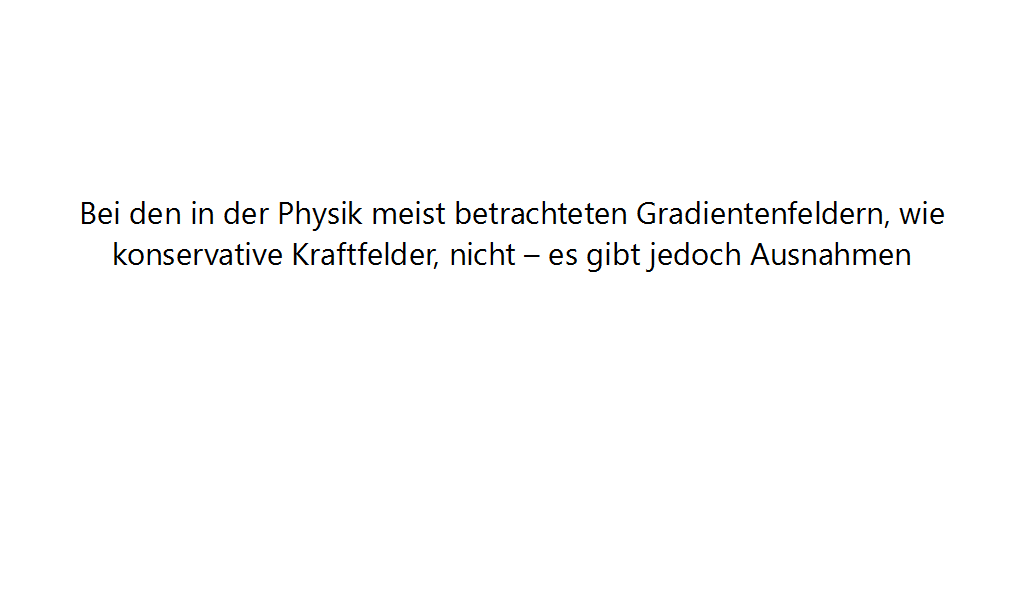 Bei den in der Physik meist betrachteten Gradientenfeldern, wie
konservative Kraftfelder, nicht – es gibt jedoch Ausnahmen